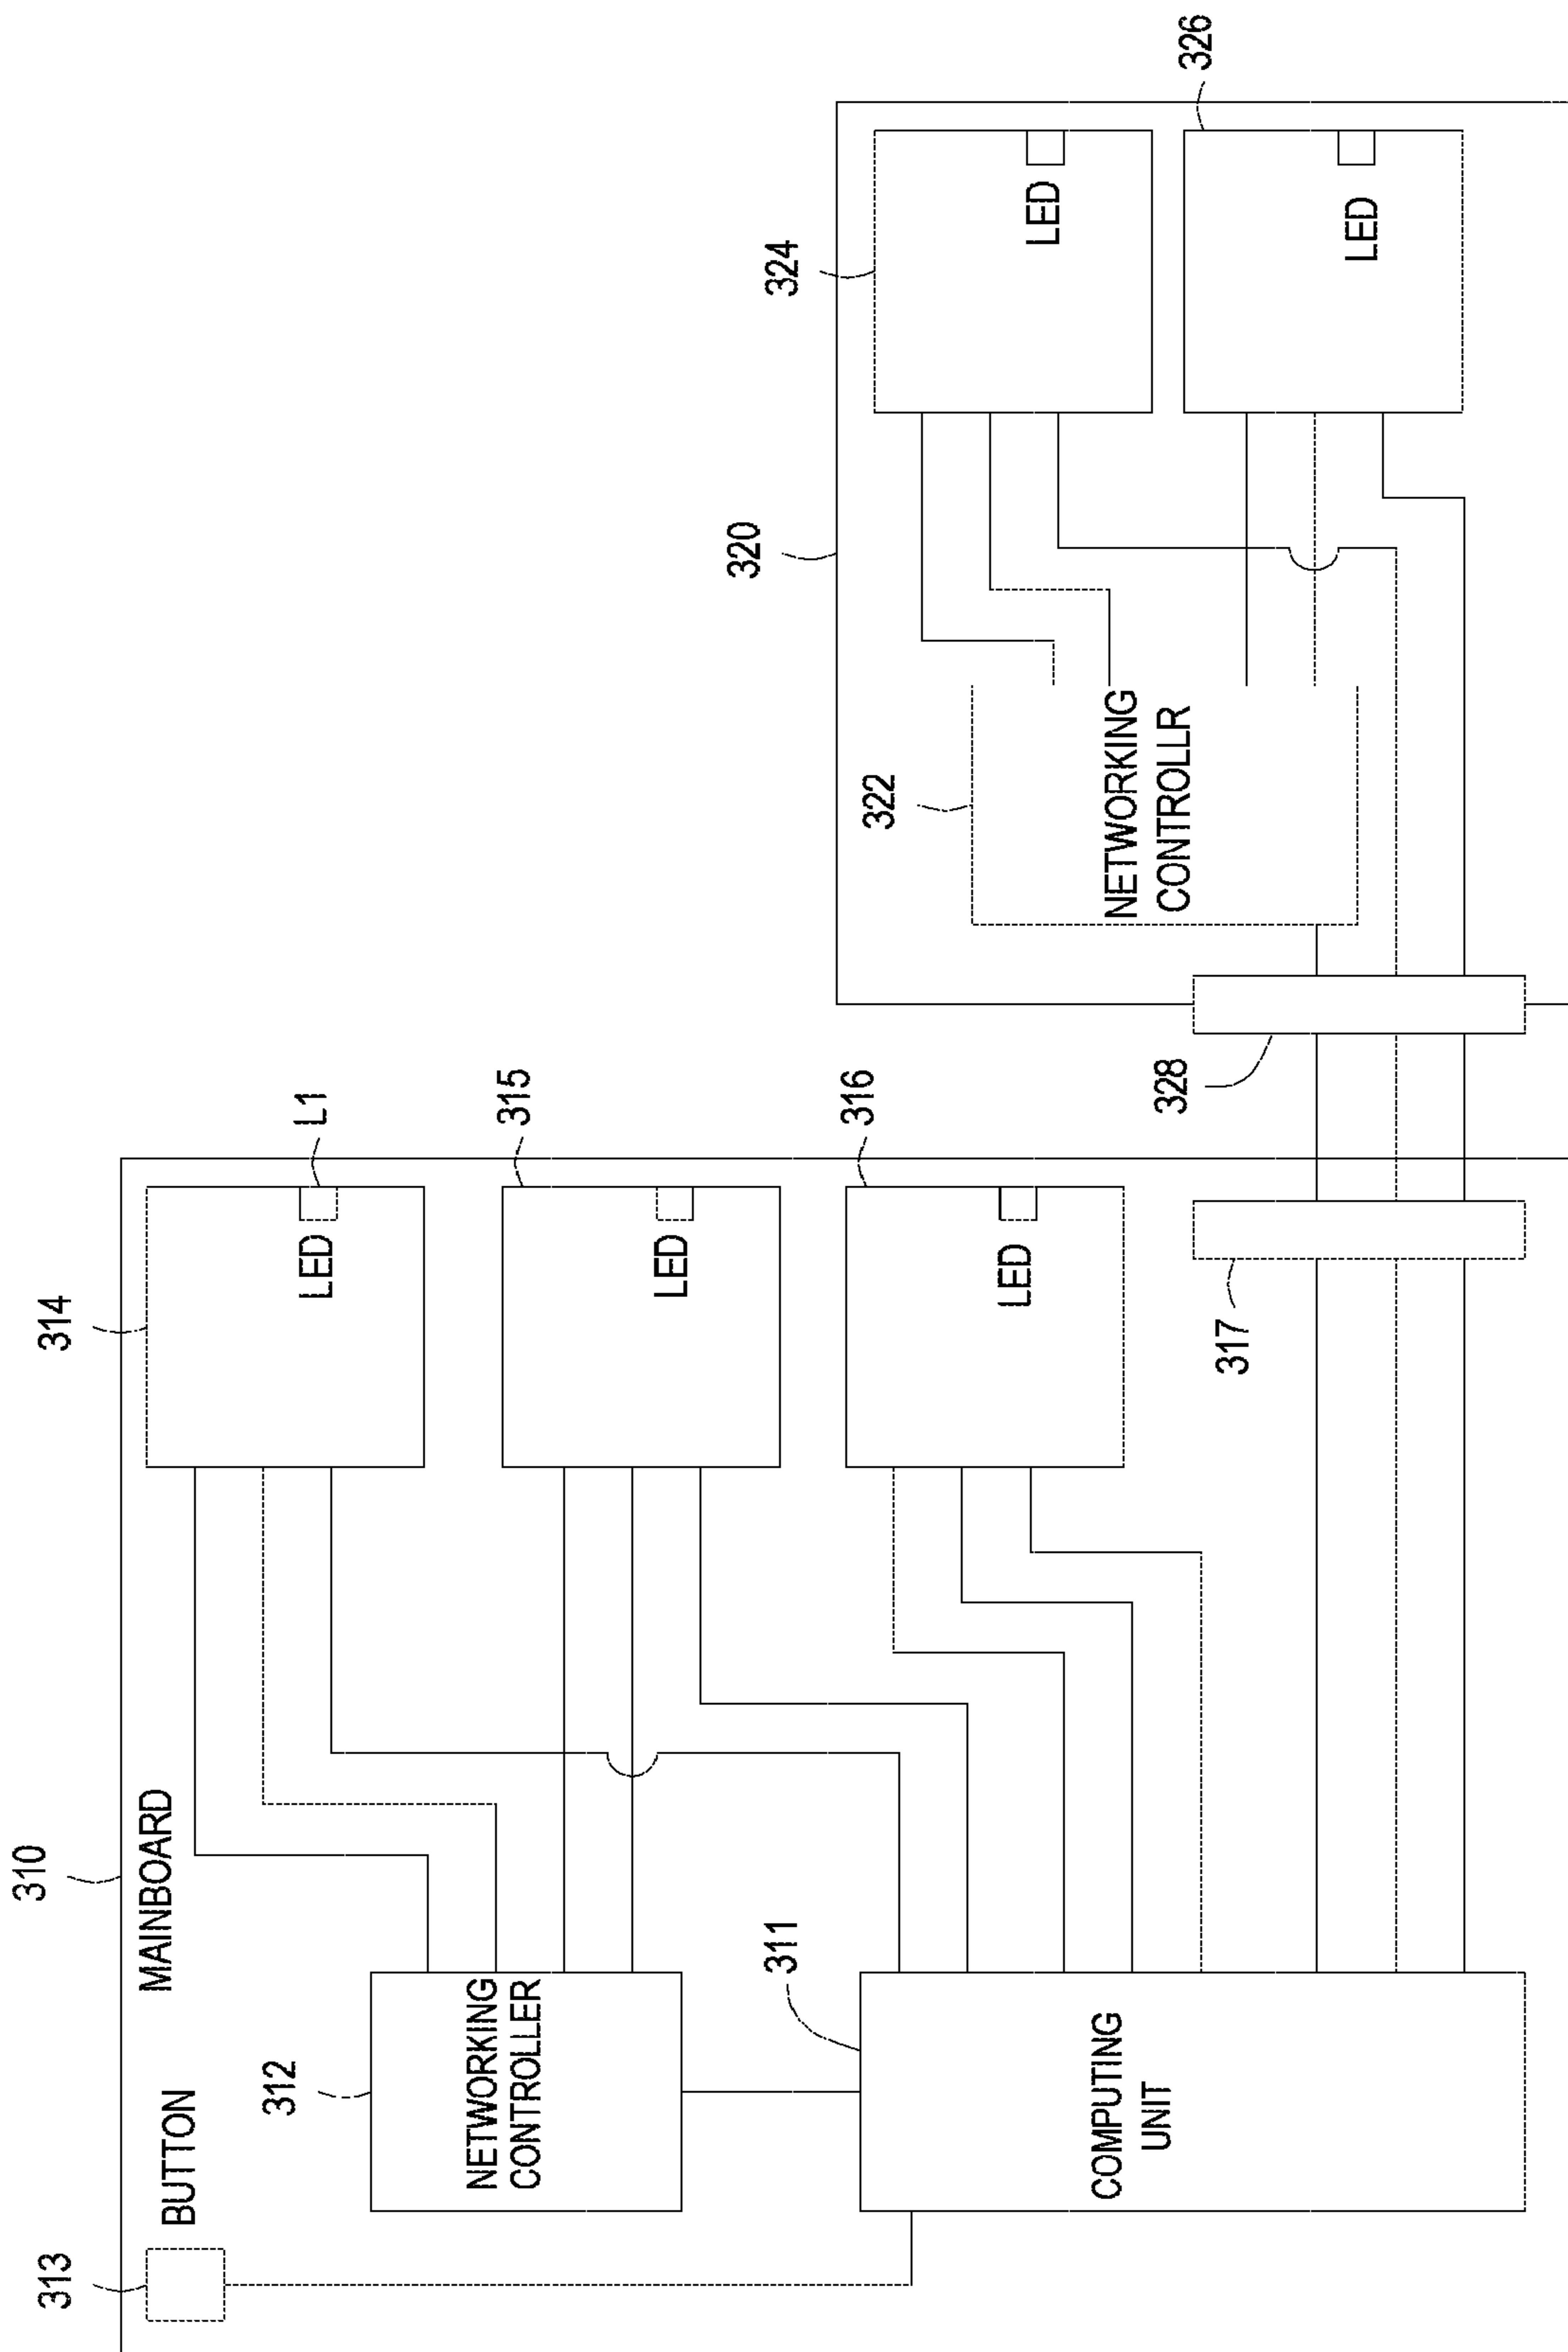 310
MAINBOARD
313
BUTTON
312
NETWORKING
CONTROLLER
311
COMPUTING
UNIT
314
LED
L1
315
LED
316
LED
317
328
320
322
NETWORKING
CONTROLLR
324
LED
326
LED